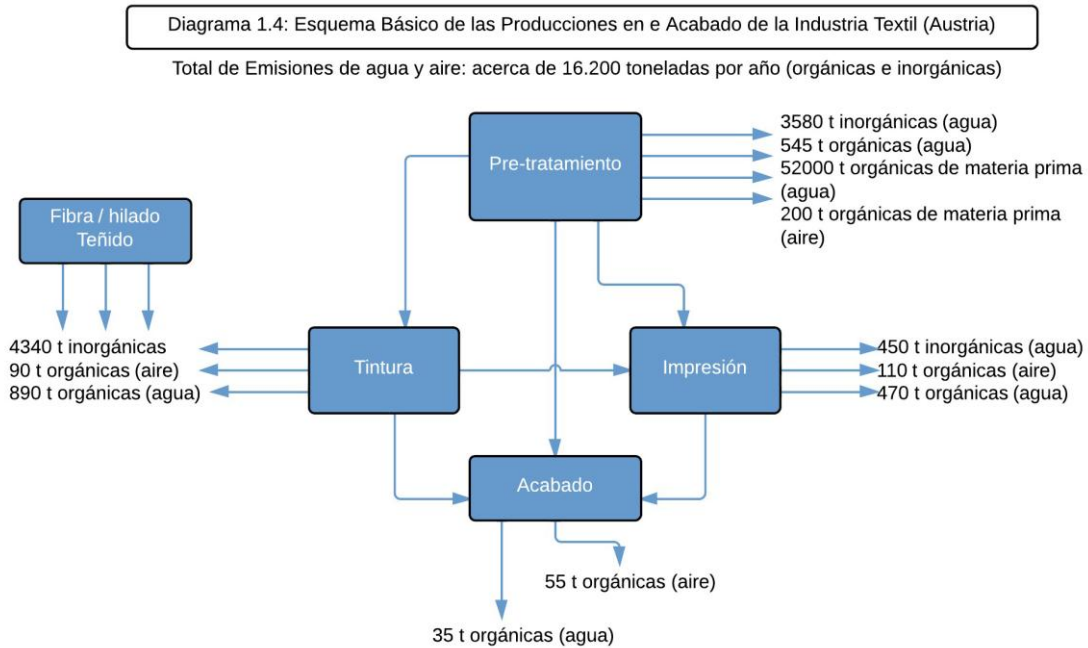 Diagrama 1.4: Esquema Básico de las Producciones en e Acabado de la Industria Textil (Austria)
Total de Emisiones de agua y aire: acerca de 16.200 toneladas por año (orgánicas e inorgánicas)
Pre-tratamiento
3580 t inorgánicas (agua)
545 t orgánicas (agua)
52000 t orgánicas de materia prima
(agua)
200 t orgánicas de materia prima
(aire)
Fibra / hilado
Teñido
4340 t inorgánicas
90 t orgánicas (aire)
890 t orgánicas (agua)
Tintura
Impresión
450 t inorgánicas (agua)
110 t orgánicas (aire)
470 t orgánicas (agua)
Acabado
55 t orgánicas (aire)
35 t orgánicas (agua)